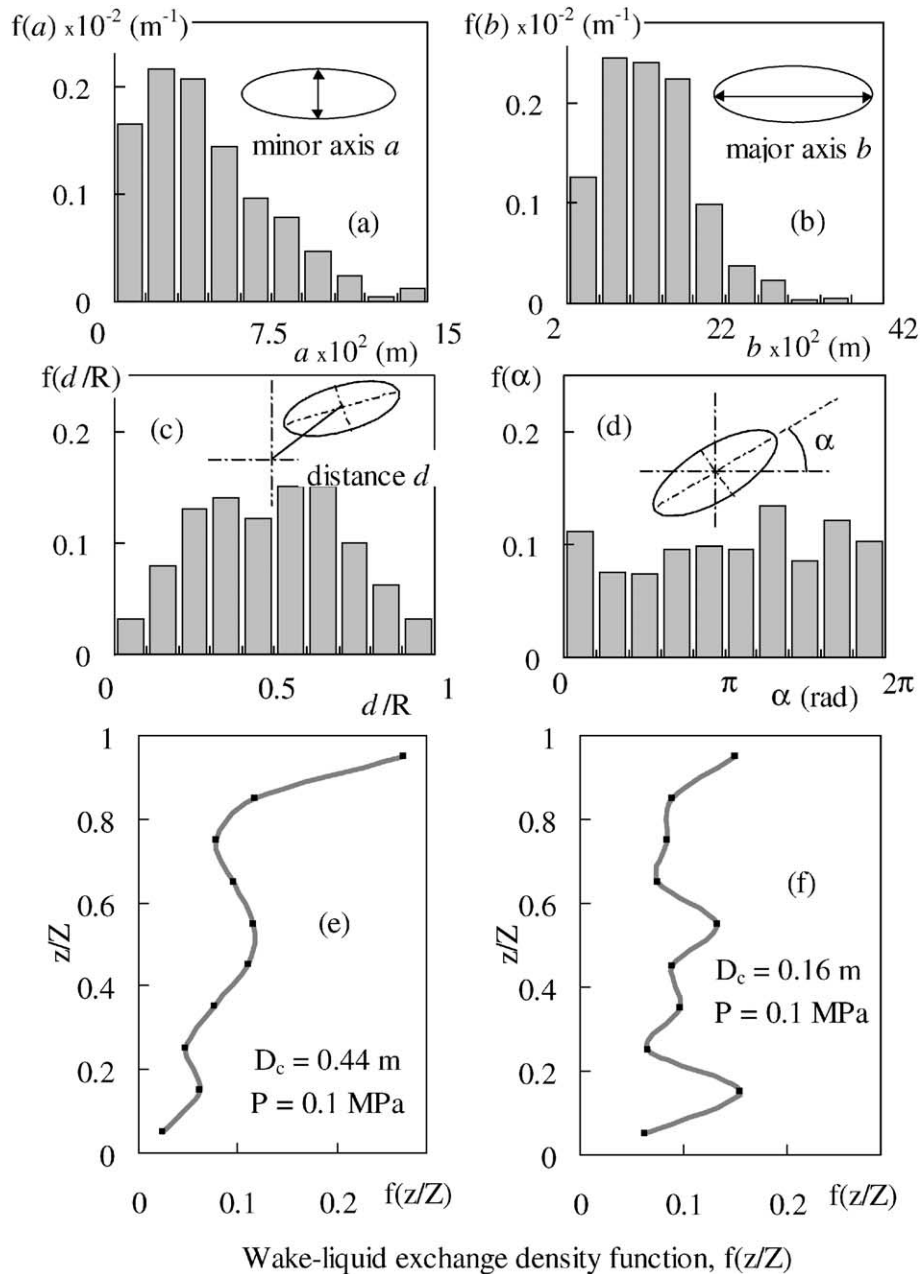 f(a) x10⁻² (m⁻¹)
0.2
0.1
0
minor axis a
(a)
0 7.5 15
a x10² (m)
f(b) x10⁻² (m⁻¹)
0.2
0.1
0
major axis b
(b)
2 22 42
b x10² (m)
f(d/R)
0.2
0.1
0
(c)
distance d
0 0.5 1
d/R
f(α)
0.2
0.1
0
(d)
α
0 π 2π
α (rad)
1
0.8
0.6
0.4
0.2
0
z/Z
(e)
D_c = 0.44 m
P = 0.1 MPa
0 0.1 0.2 f(z/Z)
1
0.8
0.6
0.4
0.2
0
z/Z
(f)
D_c = 0.16 m
P = 0.1 MPa
0 0.1 0.2 f(z/Z)
Wake-liquid exchange density function, f(z/Z)